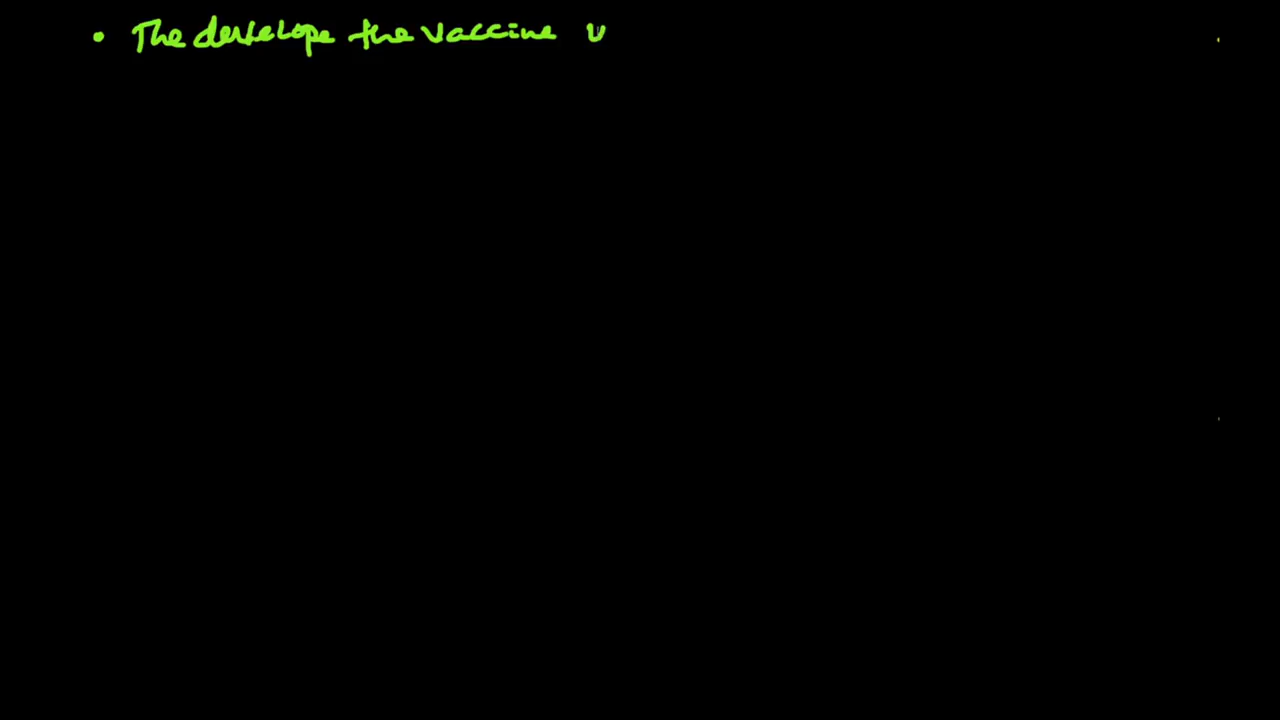 • The develope the vaccine u